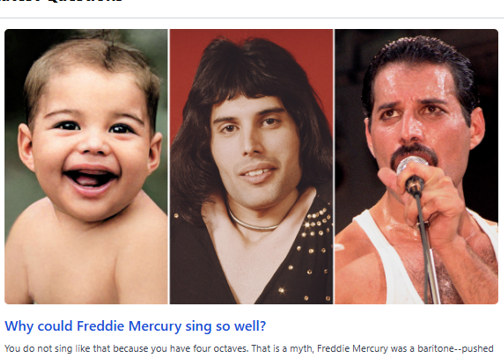 Why could Freddie Mercury sing so well?
You do not sing like that because you have four octaves. That is a myth, Freddie Mercury was a baritone--pushed